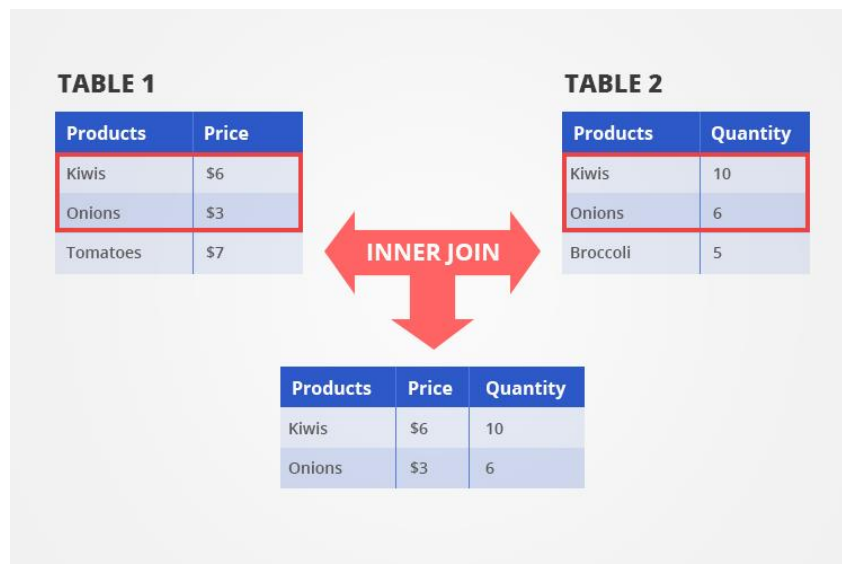 TABLE 1
Products Price
Kiwis $6
Onions $3
Tomatoes $7
TABLE 2
Products Quantity
Kiwis 10
Onions 6
Broccoli 5
INNER JOIN
Products Price Quantity
Kiwis $6 10
Onions $3 6